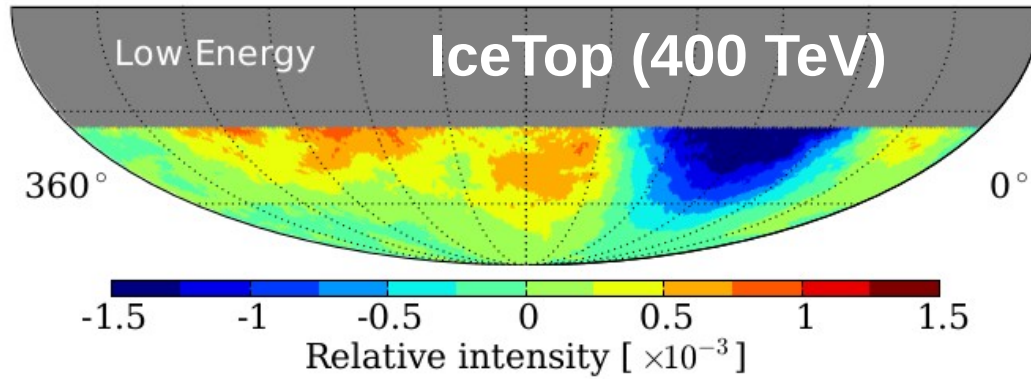 Low Energy IceTop (400 TeV)
360° 0°
-1.5 -1 -0.5 0 0.5 1 1.5
Relative intensity [ ×10⁻³ ]